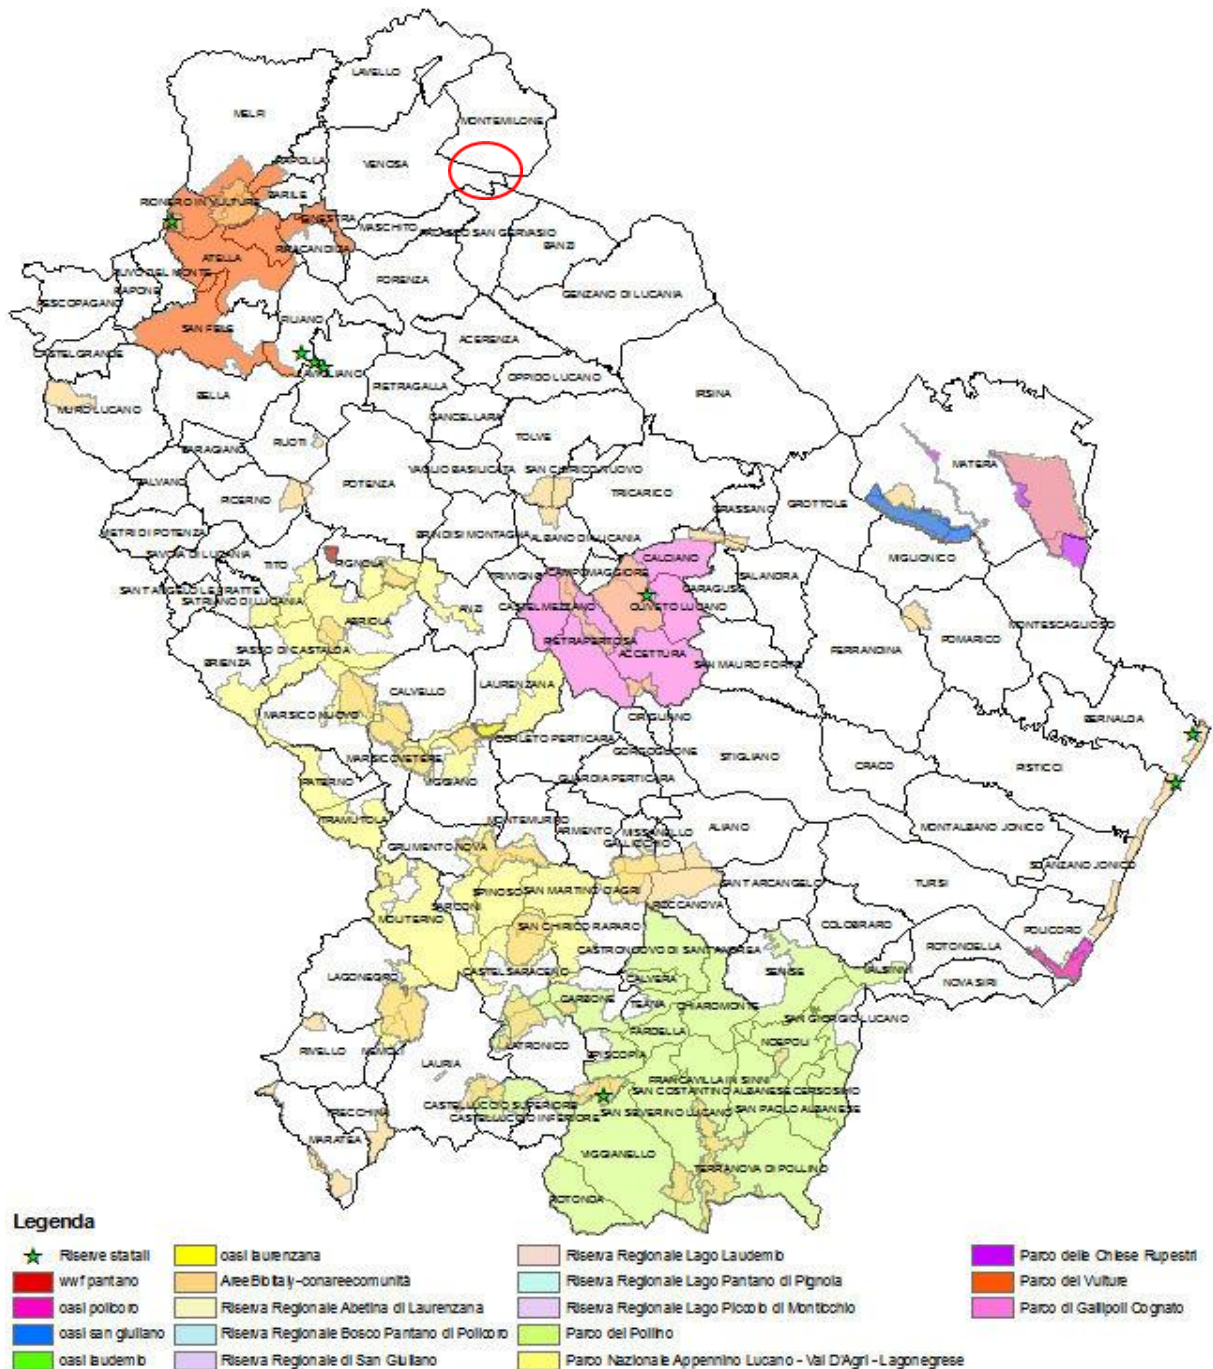 LAVELLO
MELFI
MONTEMILONE
RAPOLLA
VENOSA
BARILE
RIONERO IN VULTURE
GINESTRA
MASCHITO
PALAZZO SAN GERVASIO
BANZI
RIPACANDIDA
ATELLA
RUVO DEL MONTE
FORENZA
RAPONE
PESCOPAGANO
GENZANO DI LUCANIA
SAN FELE
FILIANO
ACERENZA
CASTELGRANDE
AVIGLIANO
OPPIDO LUCANO
PIETRAGALLA
BELLA
IRSINA
MURO LUCANO
CANCELLARA
RUOTI
TOLVE
BARAGIANO
MATERA
VAGLIO BASILICATA
SAN CHIRICO NUOVO
BALVANO
POTENZA
TRICARICO
PICERNO
GRASSANO
GROTTOLE
VIETRI DI POTENZA
BRINDISI MONTAGNA
ALBANO DI LUCANIA
SAVOIA DI LUCANIA
CALCIANO
MIGLIONICO
TITO
PIGNOLA
TRIVIGNO
CAMPOMAGGIORE
SALANDRA
SANT'ANGELO LE FRATTE
GARAGUSO
SATRIANO DI LUCANIA
CASTELMEZZANO
OLIVETO LUCANO
ANZI
ABRIOLA
MONTESCAGLIOSO
PIETRAPERTOSA
POMARICO
SASSO DI CASTALDA
ACCETTURA
FERRANDINA
BRIENZA
SAN MAURO FORTE
LAURENZANA
CALVELLO
MARSICO NUOVO
CIRIGLIANO
BERNALDA
CORLETO PERTICARA
GORGOGLIONE
MARSICOVETERE
STIGLIANO
CRACO
PISTICCI
PATERNO
VIGGIANO
GUARDIA PERTICARA
TRAMUTOLA
MONTEMURRO
ARMENTO
MISSANELLO
ALIANO
MONTALBANO JONICO
GALLICCHIO
GRUMENTO NOVA
SCANZANO JONICO
SPINOSO
SAN MARTINO D'AGRI
SANT'ARCANGELO
TURSI
SARCONI
ROCCANOVA
MOLITERNO
SAN CHIRICO RAPARO
COLOBRARO
POLICORO
CASTRONUOVO DI SANT'ANDREA
ROTONDELLA
LAGONEGRO
CASTELSARACENO
SENISE
VALSINNI
CALVERA
NOVA SIRI
CARBONE
TEANA
CHIAROMONTE
SAN GIORGIO LUCANO
FARDELLA
RIVELLO
NEMOLI
LATRONICO
NOEPOLI
EPISCOPIA
LAURIA
FRANCAVILLA IN SINNI
SAN COSTANTINO ALBANESE
CERSOSIMO
CASTELLUCCIO SUPERIORE
TRECCHINA
CASTELLUCCIO INFERIORE
SAN SEVERINO LUCANO
SAN PAOLO ALBANESE
MARATEA
VIGGIANELLO
TERRANOVA DI POLLINO
ROTONDA
Legenda
Riserve statali
wwf pantano
oasi policoro
oasi san giuliano
oasi laudemio
oasi laurenzana
AreeBioItaly-conareecomunità
Riserva Regionale Abetina di Laurenzana
Riserva Regionale Bosco Pantano di Policoro
Riserva Regionale di San Giuliano
Riserva Regionale Lago Laudemio
Riserva Regionale Lago Pantano di Pignola
Riserva Regionale Lago Piccolo di Monticchio
Parco del Pollino
Parco Nazionale Appennino Lucano - Val D'Agri - Lagonegrese
Parco delle Chiese Rupestri
Parco del Vulture
Parco di Gallipoli Cognato